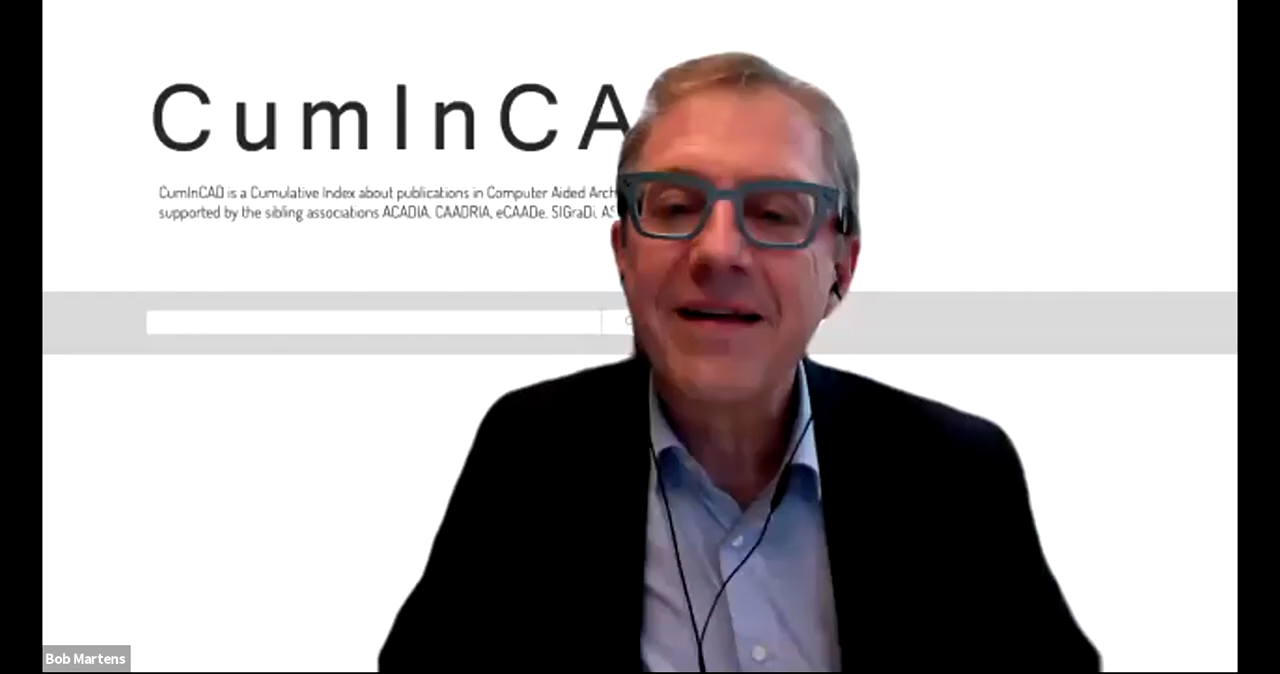 CumInCA
CumInCAD is a Cumulative Index about publications in Computer Aided Arch
supported by the sibling associations ACADIA, CAADRIA, eCAADe, SIGraDi, AS
Bob Martens